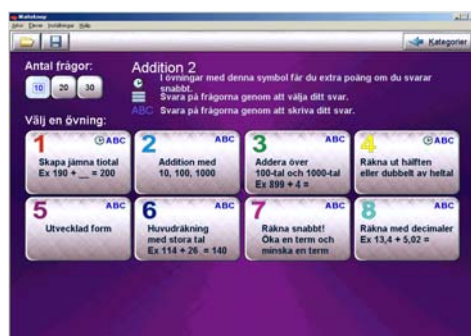 Arkiv Elever Inställningar Hjälp
Kategorier
Antal frågor:
10 20 30
Addition 2
I övningar med denna symbol får du extra poäng om du svarar
snabbt.
Svara på frågorna genom att välja ditt svar.
ABC Svara på frågorna genom att skriva ditt svar.
Välj en övning:
1 ABC
Skapa jämna tiotal
Ex 190 + __ = 200
2 ABC
Addition med
10, 100, 1000
3 ABC
Addera över
100-tal och 1000-tal
Ex 899 + 4 =
4 ABC
Räkna ut hälften
eller dubbelt av heltal
5 ABC
Utvecklad form
6 ABC
Huvudräkning
med stora tal
Ex 114 + 26 = 140
7 ABC
Räkna snabbt!
Öka en term och
minska en term
8 ABC
Räkna med decimaler
Ex 13,4 + 5,02 =